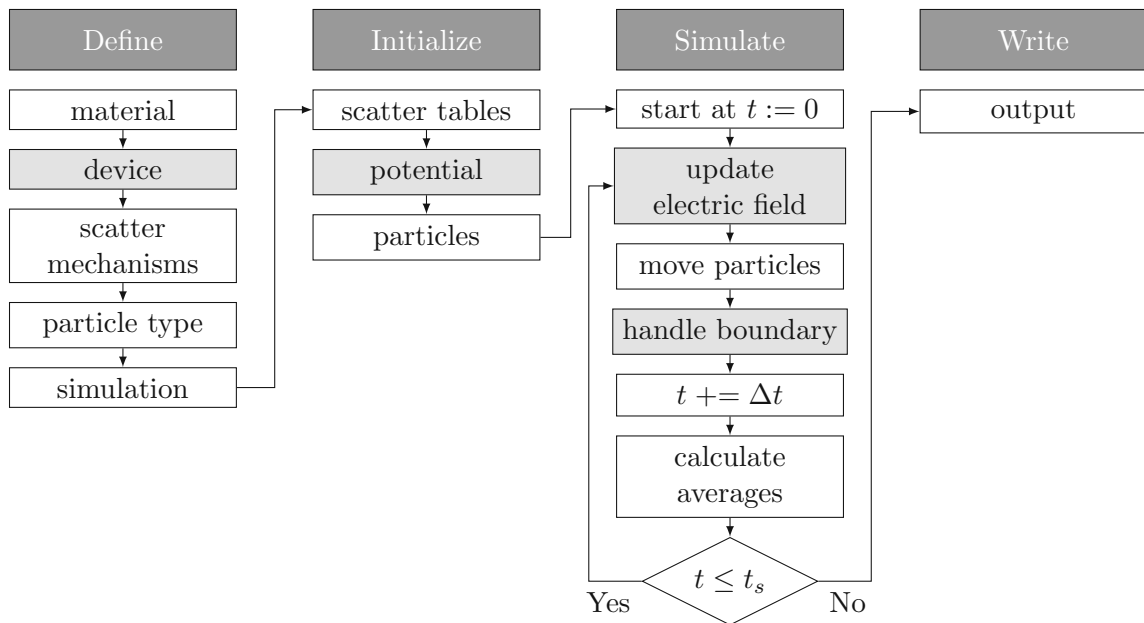 Define
material
device
scatter
mechanisms
particle type
simulation
Initialize
scatter tables
potential
particles
Simulate
start at t := 0
update
electric field
move particles
handle boundary
t += Δt
calculate
averages
t ≤ tₛ
Yes
No
Write
output